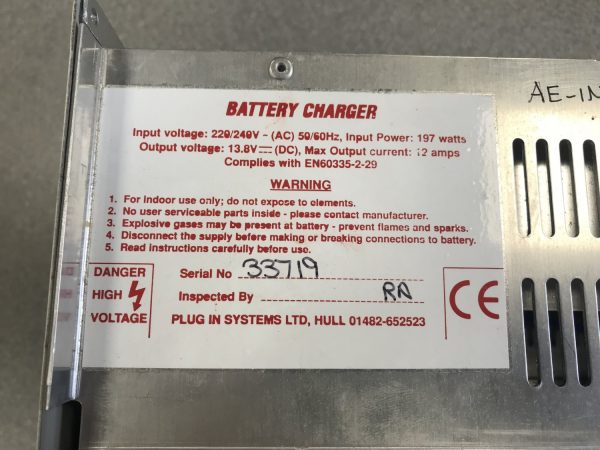 BATTERY CHARGER
Input voltage: 220/240V ~ (AC) 50/60Hz, Input Power: 197 watts
Output voltage: 13.8V⎓ (DC), Max Output current: 12 amps
Complies with EN60335-2-29
WARNING
1. For indoor use only; do not expose to elements.
2. No user serviceable parts inside - please contact manufacturer.
3. Explosive gases may be present at battery - prevent flames and sparks.
4. Disconnect the supply before making or breaking connections to battery.
5. Read instructions carefully before use.
DANGER
HIGH
VOLTAGE
Serial No 33719
Inspected By RA
PLUG IN SYSTEMS LTD, HULL 01482-652523
CE
AE-IN